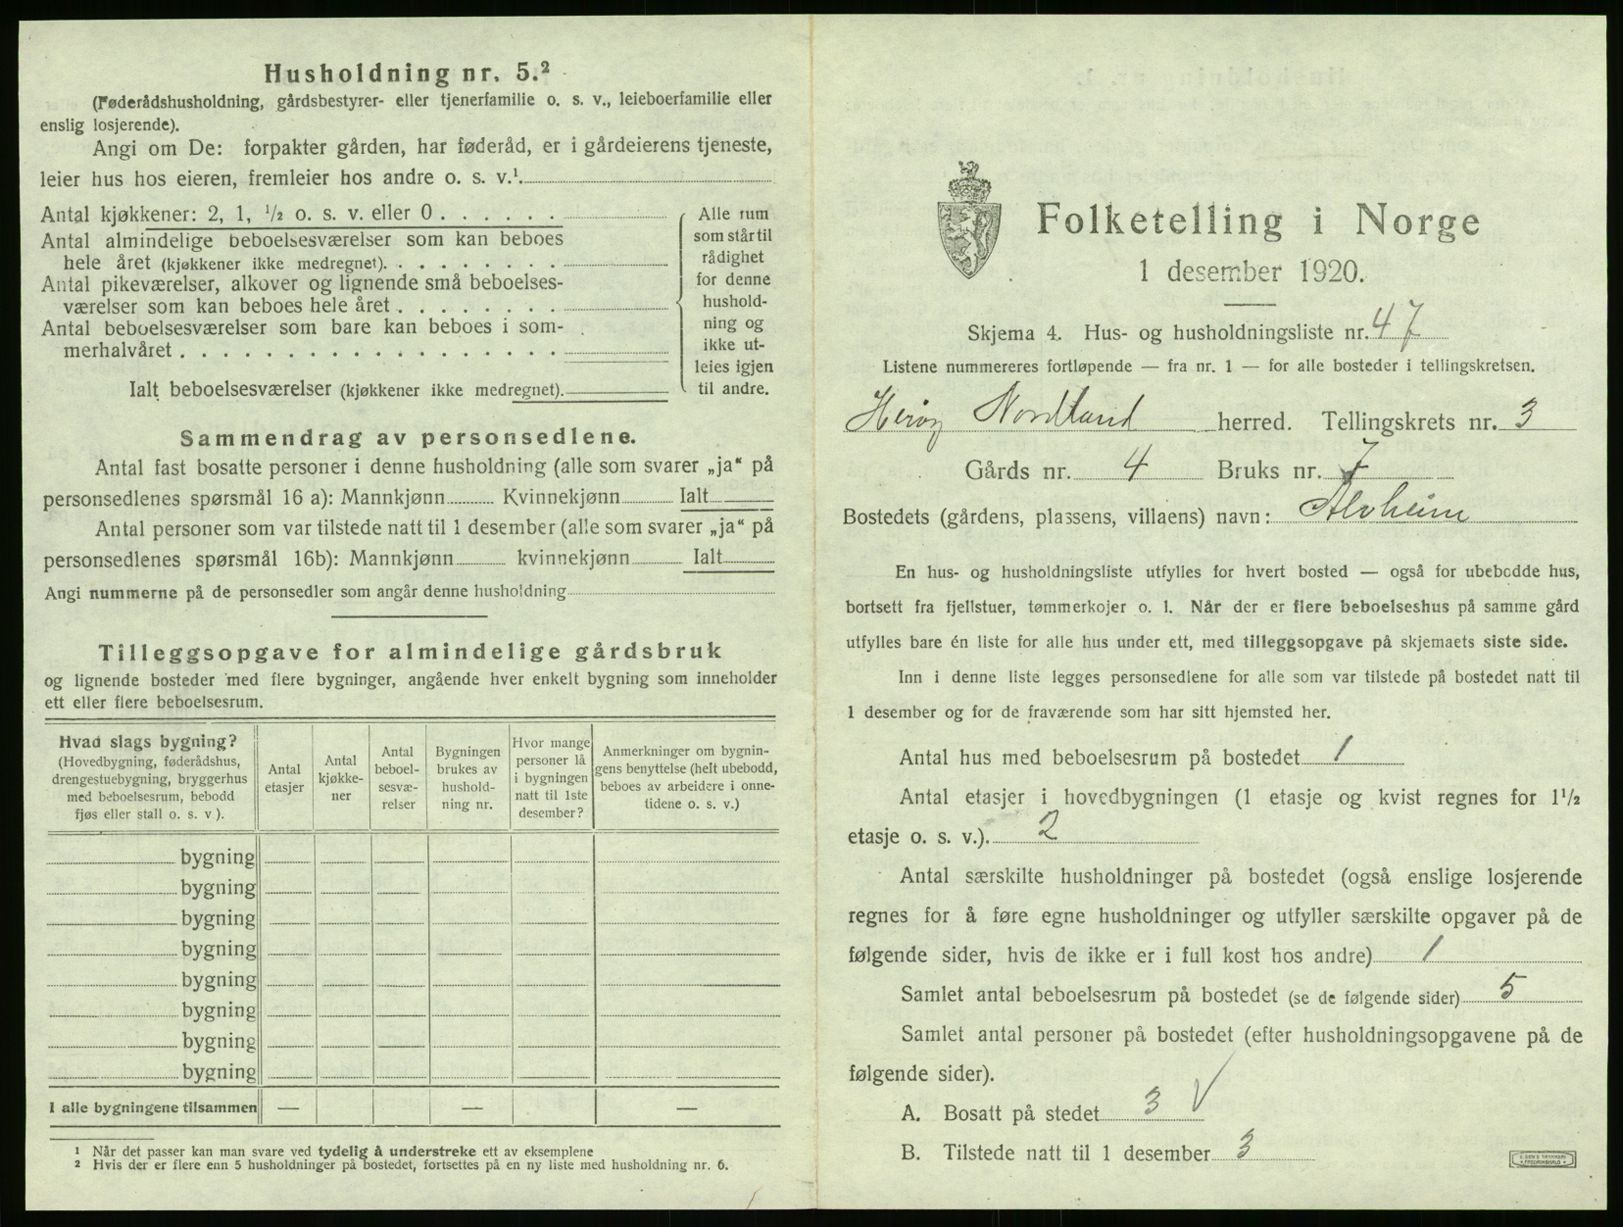 Husholdning nr. 5.²
(Føderådshusholdning, gårdsbestyrer- eller tjenerfamilie o. s. v., leieboerfamilie eller
enslig losjerende).
Angi om De: forpakter gården, har føderåd, er i gårdeierens tjeneste,
leier hus hos eieren, fremleier hos andre o. s. v.¹
Antal kjøkkener: 2, 1, ½ o. s. v. eller 0 . . . . . .
Antal almindelige beboelsesværelser som kan beboes
hele året (kjøkkener ikke medregnet). . . . . . . . .
Antal pikeværelser, alkover og lignende små beboelses-
værelser som kan beboes hele året . . . . . . . .
Antal beboelsesværelser som bare kan beboes i som-
merhalvåret . . . . . . . . . . . . . . . . . .
Ialt beboelsesværelser (kjøkkener ikke medregnet).
Alle rum
som står til
rådighet
for denne
hushold-
ning og
ikke ut-
leies igjen
til andre.
Sammendrag av personsedlene.
Antal fast bosatte personer i denne husholdning (alle som svarer „ja“ på
personsedlenes spørsmål 16 a): Mannkjønn Kvinnekjønn Ialt
Antal personer som var tilstede natt til 1 desember (alle som svarer „ja“ på
personsedlenes spørsmål 16b): Mannkjønn kvinnekjønn Ialt
Angi nummerne på de personsedler som angår denne husholdning
Tilleggsopgave for almindelige gårdsbruk
og lignende bosteder med flere bygninger, angående hver enkelt bygning som inneholder
ett eller flere beboelsesrum.
Hvad slags bygning?
(Hovedbygning, føderådshus,
drengestuebygning, bryggerhus
med beboelsesrum, bebodd
fjøs eller stall o. s. v ).
Antal
etasjer
Antal
kjøkke-
ner
Antal
beboel-
sesvæ-
relser
Bygningen
brukes av
hushold-
ning nr.
Hvor mange
personer lå
i bygningen
natt til 1ste
desember?
Anmerkninger om bygnin-
gens benyttelse (helt ubebodd,
beboes av arbeidere i onne-
tidene o. s. v.)
bygning
bygning
bygning
bygning
bygning
bygning
bygning
bygning
I alle bygningene tilsammen — — —
¹ Når det passer kan man svare ved tydelig å understreke ett av eksemplene
² Hvis der er flere enn 5 husholdninger på bostedet, fortsettes på en ny liste med husholdning nr. 6.
Folketelling i Norge
1 desember 1920.
Skjema 4. Hus- og husholdningsliste nr. 47
Listene nummereres fortløpende — fra nr. 1 — for alle bosteder i tellingskretsen.
Herøy Nordland herred. Tellingskrets nr. 3
Gårds nr. 4 Bruks nr. 7
Bostedets (gårdens, plassens, villaens) navn: Alvheim
En hus- og husholdningsliste utfylles for hvert bosted — også for ubebodde hus,
bortsett fra fjellstuer, tømmerkojer o. l. Når der er flere beboelseshus på samme gård
utfylles bare én liste for alle hus under ett, med tilleggsopgave på skjemaets siste side.
Inn i denne liste legges personsedlene for alle som var tilstede på bostedet natt til
1 desember og for de fraværende som har sitt hjemsted her.
Antal hus med beboelsesrum på bostedet 1
Antal etasjer i hovedbygningen (1 etasje og kvist regnes for 1½
etasje o. s. v.). 2
Antal særskilte husholdninger på bostedet (også enslige losjerende
regnes for å føre egne husholdninger og utfyller særskilte opgaver på de
følgende sider, hvis de ikke er i full kost hos andre) 1
Samlet antal beboelsesrum på bostedet (se de følgende sider) 5
Samlet antal personer på bostedet (efter husholdningsopgavene på de
følgende sider).
A. Bosatt på stedet 3 V
B. Tilstede natt til 1 desember 3